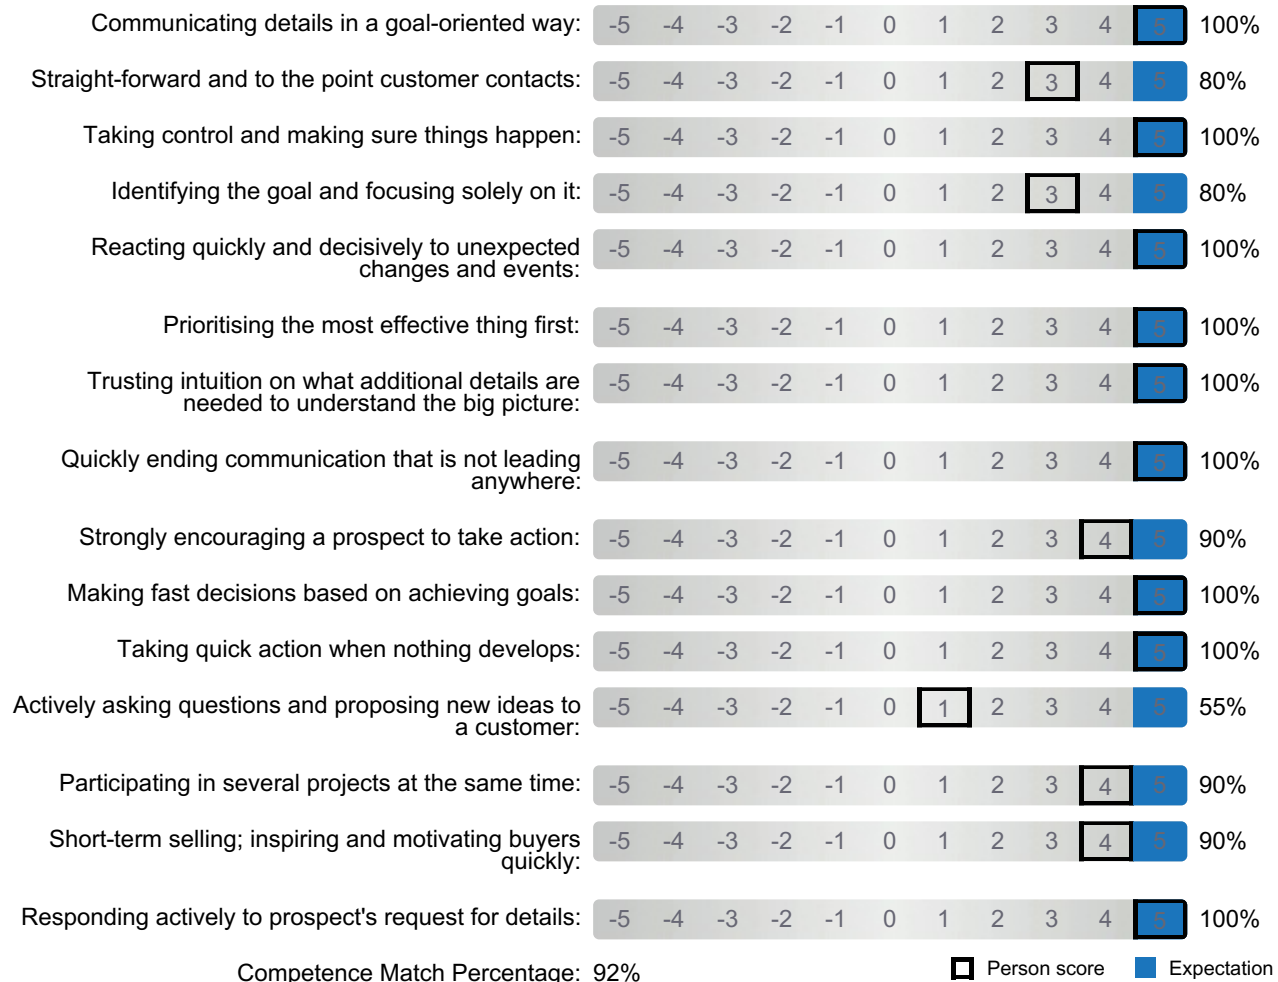 Communicating details in a goal-oriented way: -5 -4 -3 -2 -1 0 1 2 3 4 5 100%
Straight-forward and to the point customer contacts: -5 -4 -3 -2 -1 0 1 2 3 4 5 80%
Taking control and making sure things happen: -5 -4 -3 -2 -1 0 1 2 3 4 5 100%
Identifying the goal and focusing solely on it: -5 -4 -3 -2 -1 0 1 2 3 4 5 80%
Reacting quickly and decisively to unexpected
changes and events: -5 -4 -3 -2 -1 0 1 2 3 4 5 100%
Prioritising the most effective thing first: -5 -4 -3 -2 -1 0 1 2 3 4 5 100%
Trusting intuition on what additional details are
needed to understand the big picture: -5 -4 -3 -2 -1 0 1 2 3 4 5 100%
Quickly ending communication that is not leading
anywhere: -5 -4 -3 -2 -1 0 1 2 3 4 5 100%
Strongly encouraging a prospect to take action: -5 -4 -3 -2 -1 0 1 2 3 4 5 90%
Making fast decisions based on achieving goals: -5 -4 -3 -2 -1 0 1 2 3 4 5 100%
Taking quick action when nothing develops: -5 -4 -3 -2 -1 0 1 2 3 4 5 100%
Actively asking questions and proposing new ideas to
a customer: -5 -4 -3 -2 -1 0 1 2 3 4 5 55%
Participating in several projects at the same time: -5 -4 -3 -2 -1 0 1 2 3 4 5 90%
Short-term selling; inspiring and motivating buyers
quickly: -5 -4 -3 -2 -1 0 1 2 3 4 5 90%
Responding actively to prospect's request for details: -5 -4 -3 -2 -1 0 1 2 3 4 5 100%
Competence Match Percentage: 92% Person score Expectation